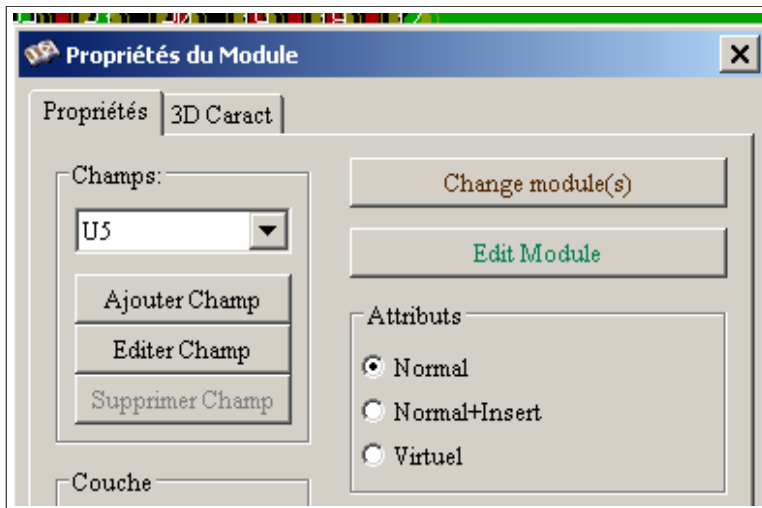 Propriétés du Module
Propriétés
3D Caract
Champs:
U5
Ajouter Champ
Editer Champ
Supprimer Champ
Couche
Change module(s)
Edit Module
Attributs
Normal
Normal+Insert
Virtuel